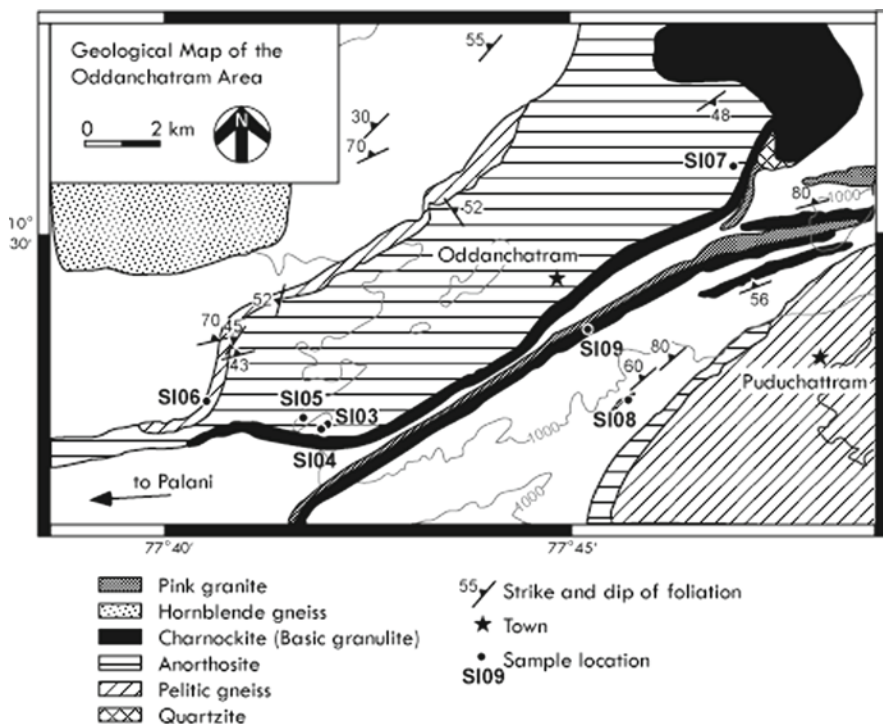 Geological Map of the
Oddanchatram Area
0 2 km
N
55
30
70
48
SI07
80
1000
52
10°
30'
Oddanchatram
52
56
70
45
43
SI09
80
60
Puduchattram
SI06
SI05
SI03
SI08
SI04
1000
1000
to Palani
77°40'
77°45'
Pink granite
Hornblende gneiss
Charnockite (Basic granulite)
Anorthosite
Pelitic gneiss
Quartzite
55 Strike and dip of foliation
Town
Sample location
SI09